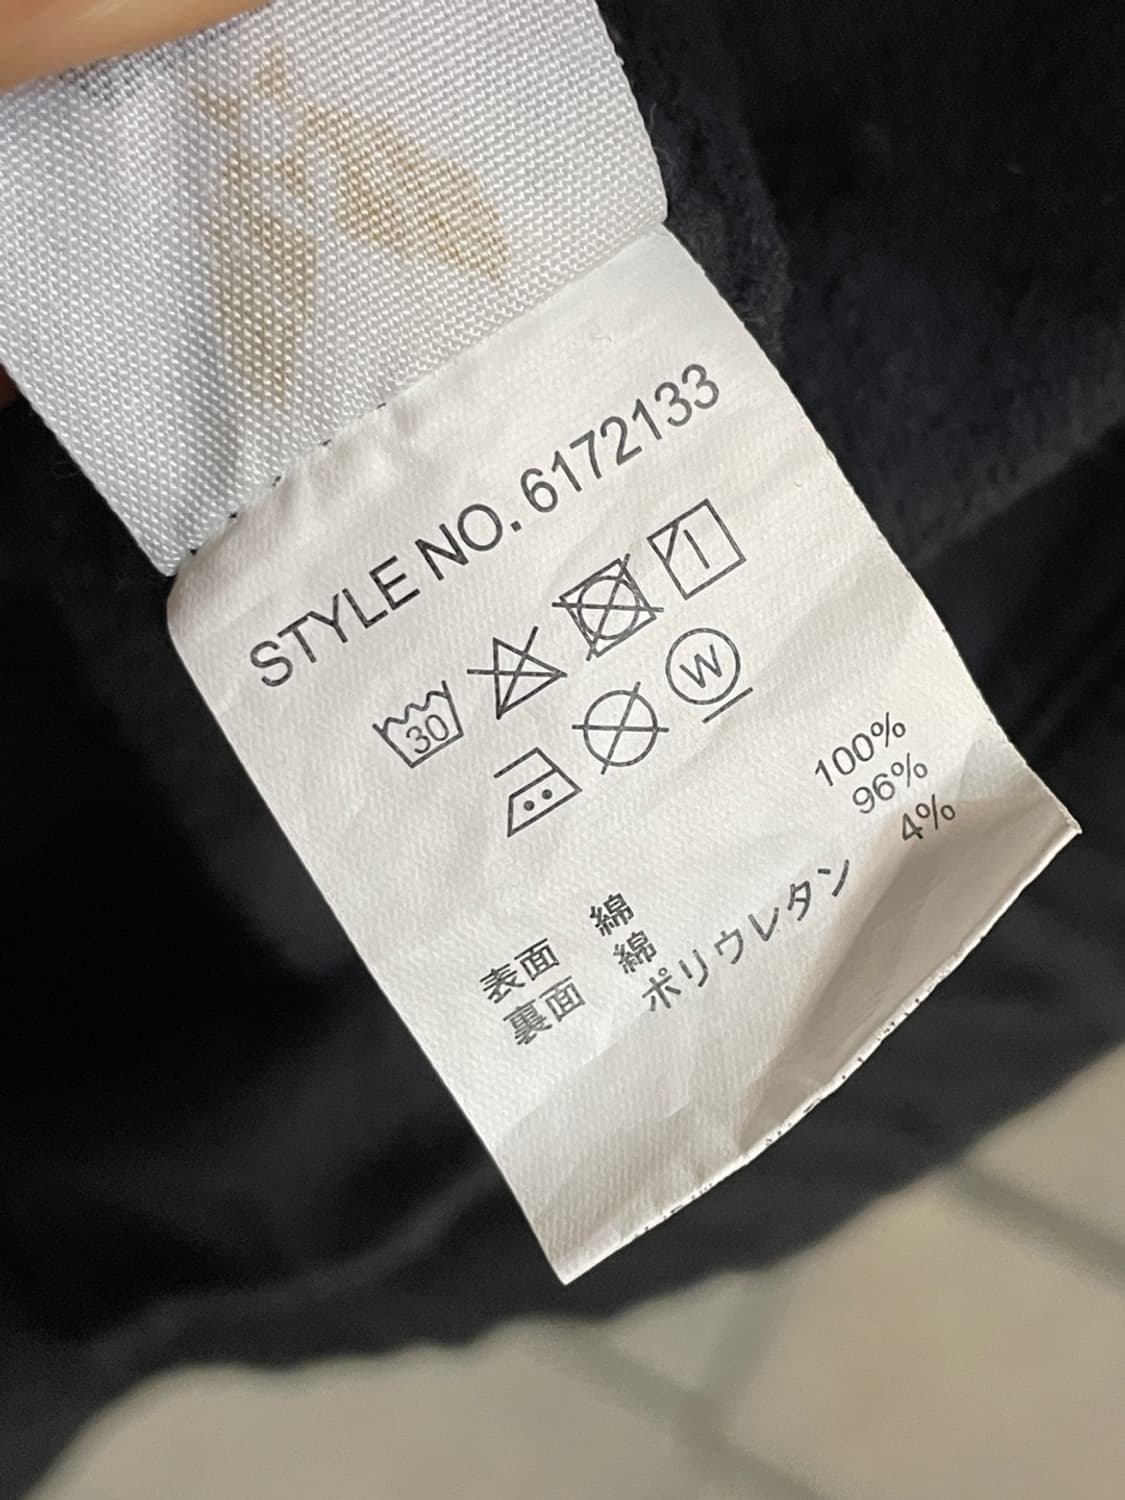 STYLE NO. 6172133
30
W
表面 綿 100%
裏面 綿 96%
ポリウレタン 4%